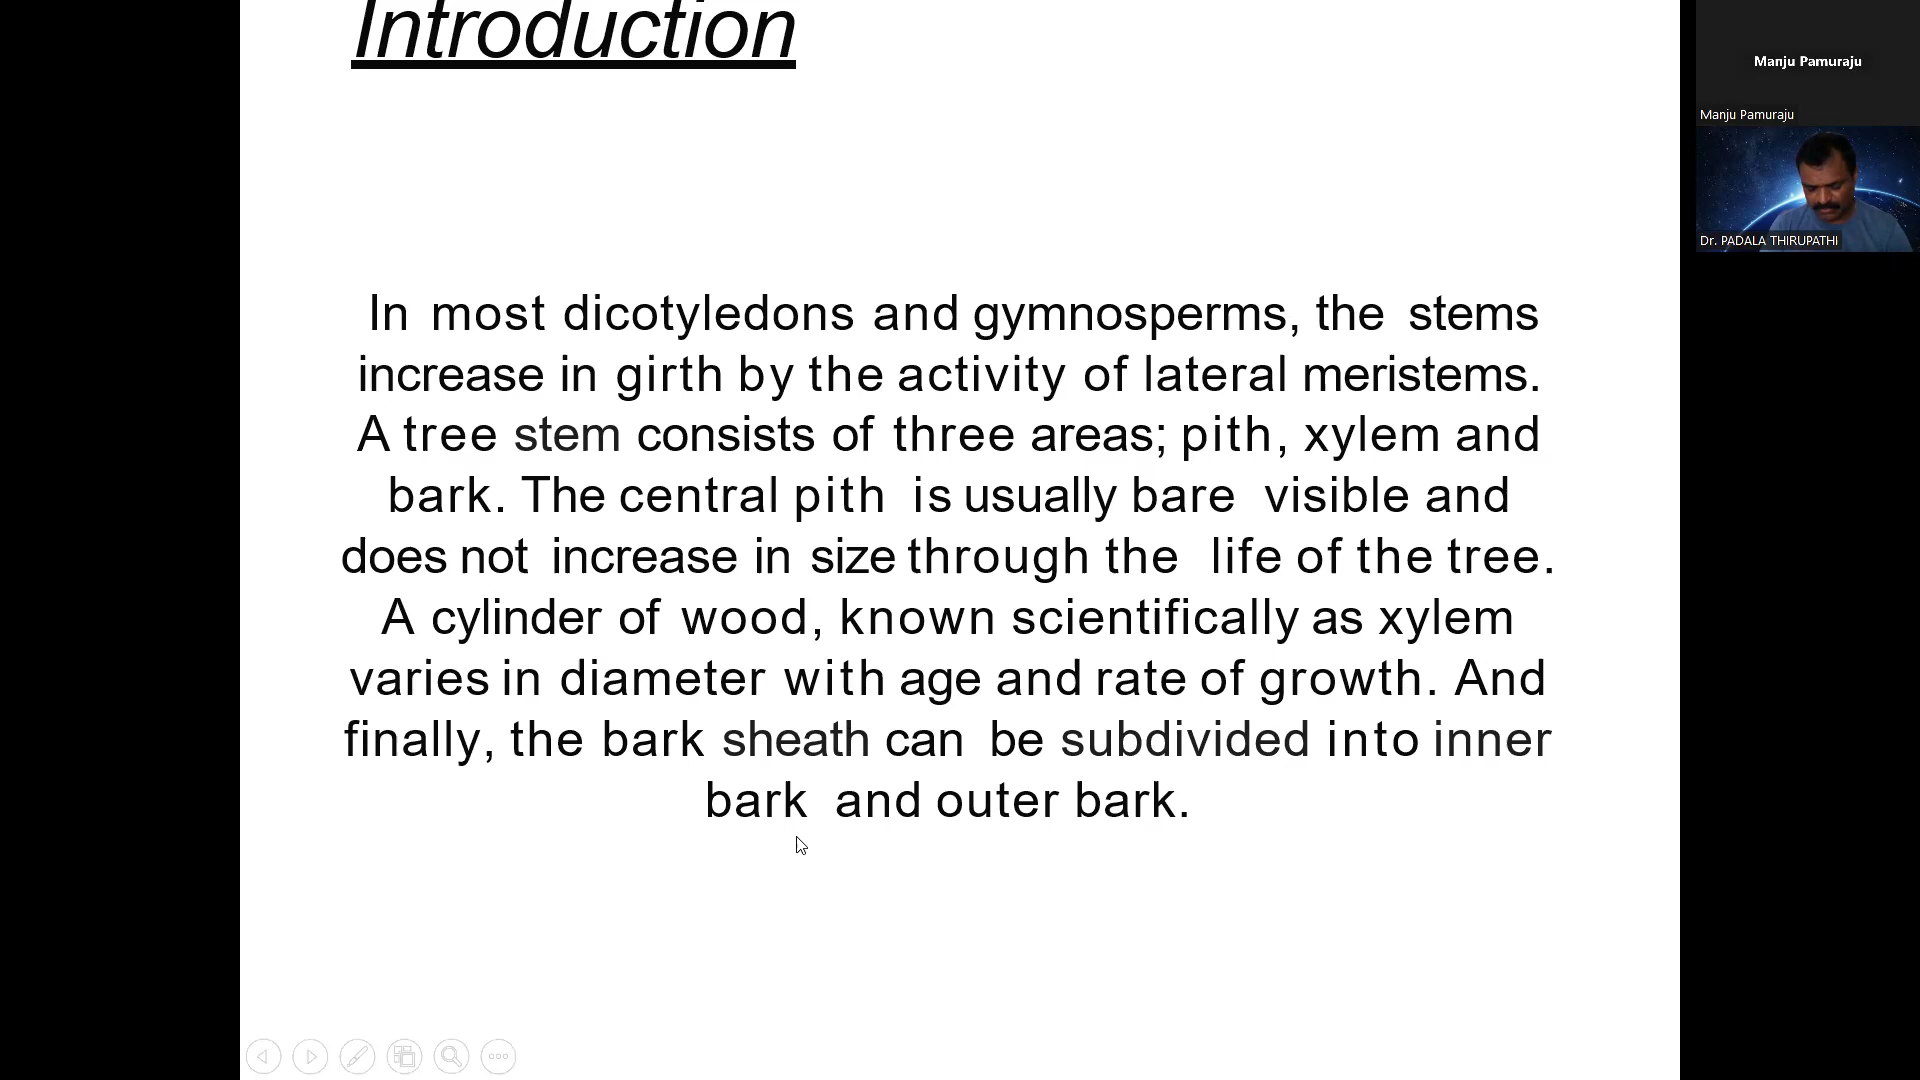 Introduction
In most dicotyledons and gymnosperms, the stems
increase in girth by the activity of lateral meristems.
A tree stem consists of three areas; pith, xylem and
bark. The central pith is usually bare visible and
does not increase in size through the life of the tree.
A cylinder of wood, known scientifically as xylem
varies in diameter with age and rate of growth. And
finally, the bark sheath can be subdivided into inner
bark and outer bark.
Manju Pamuraju
Manju Pamuraju
Dr. PADALA THIRUPATHI